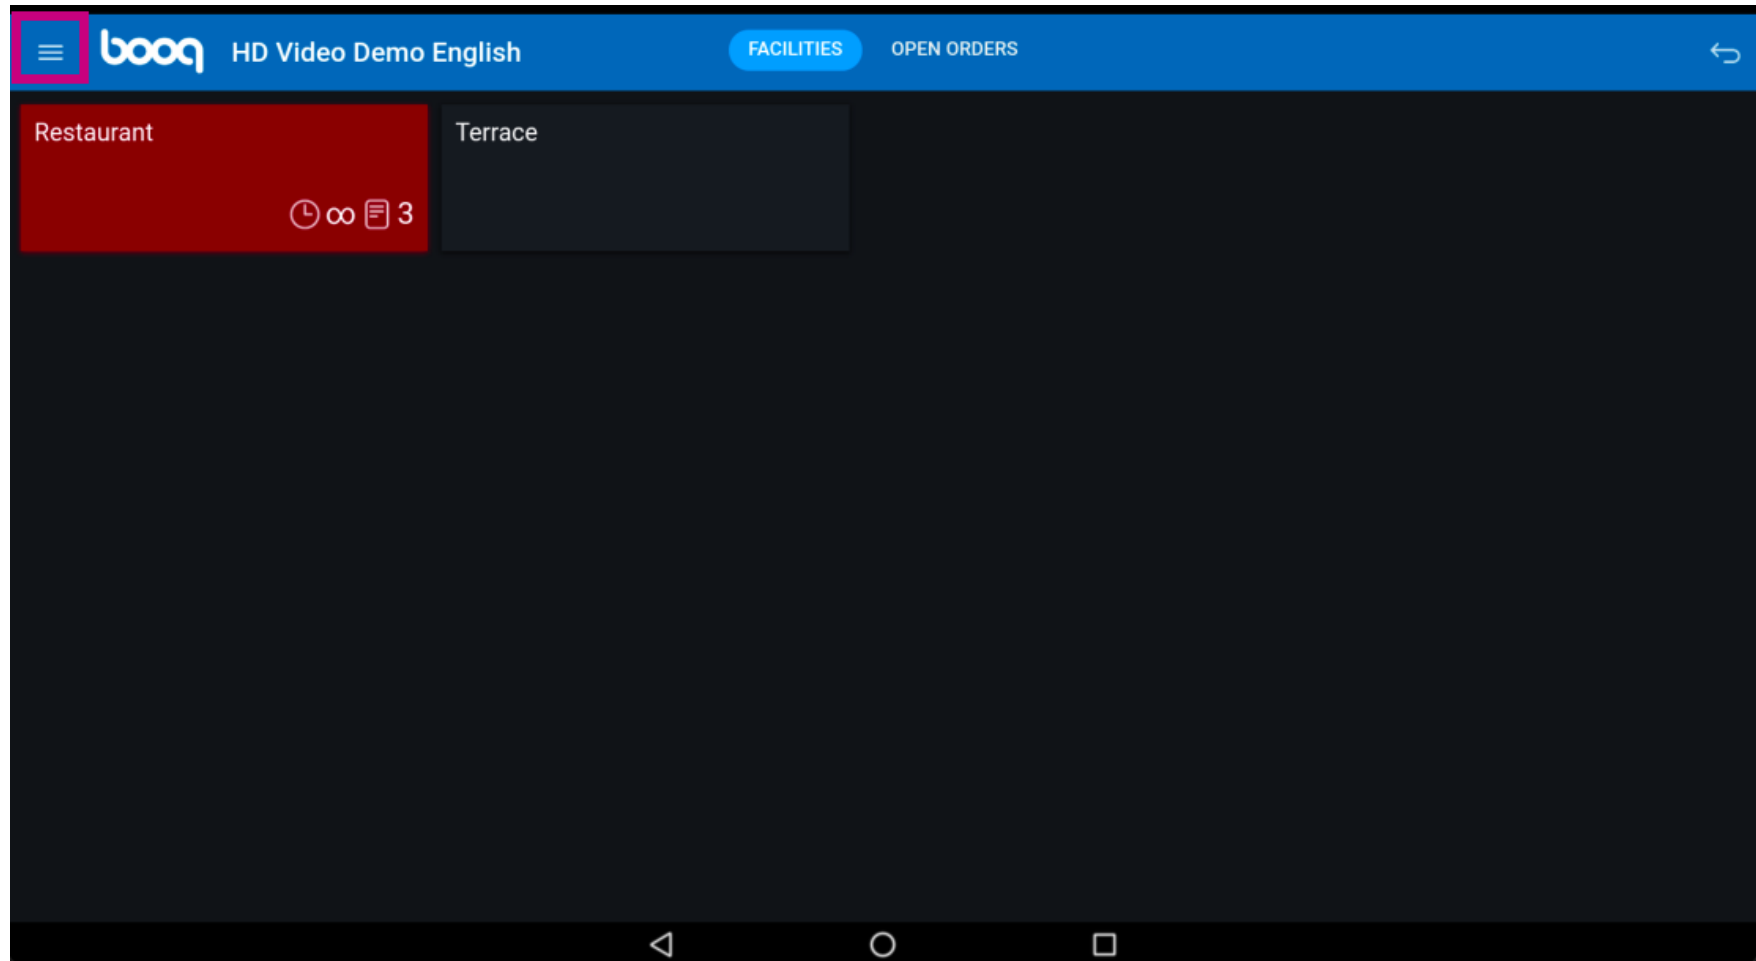 booq HD Video Demo English FACILITIES OPEN ORDERS
Restaurant Terrace
∞ 3